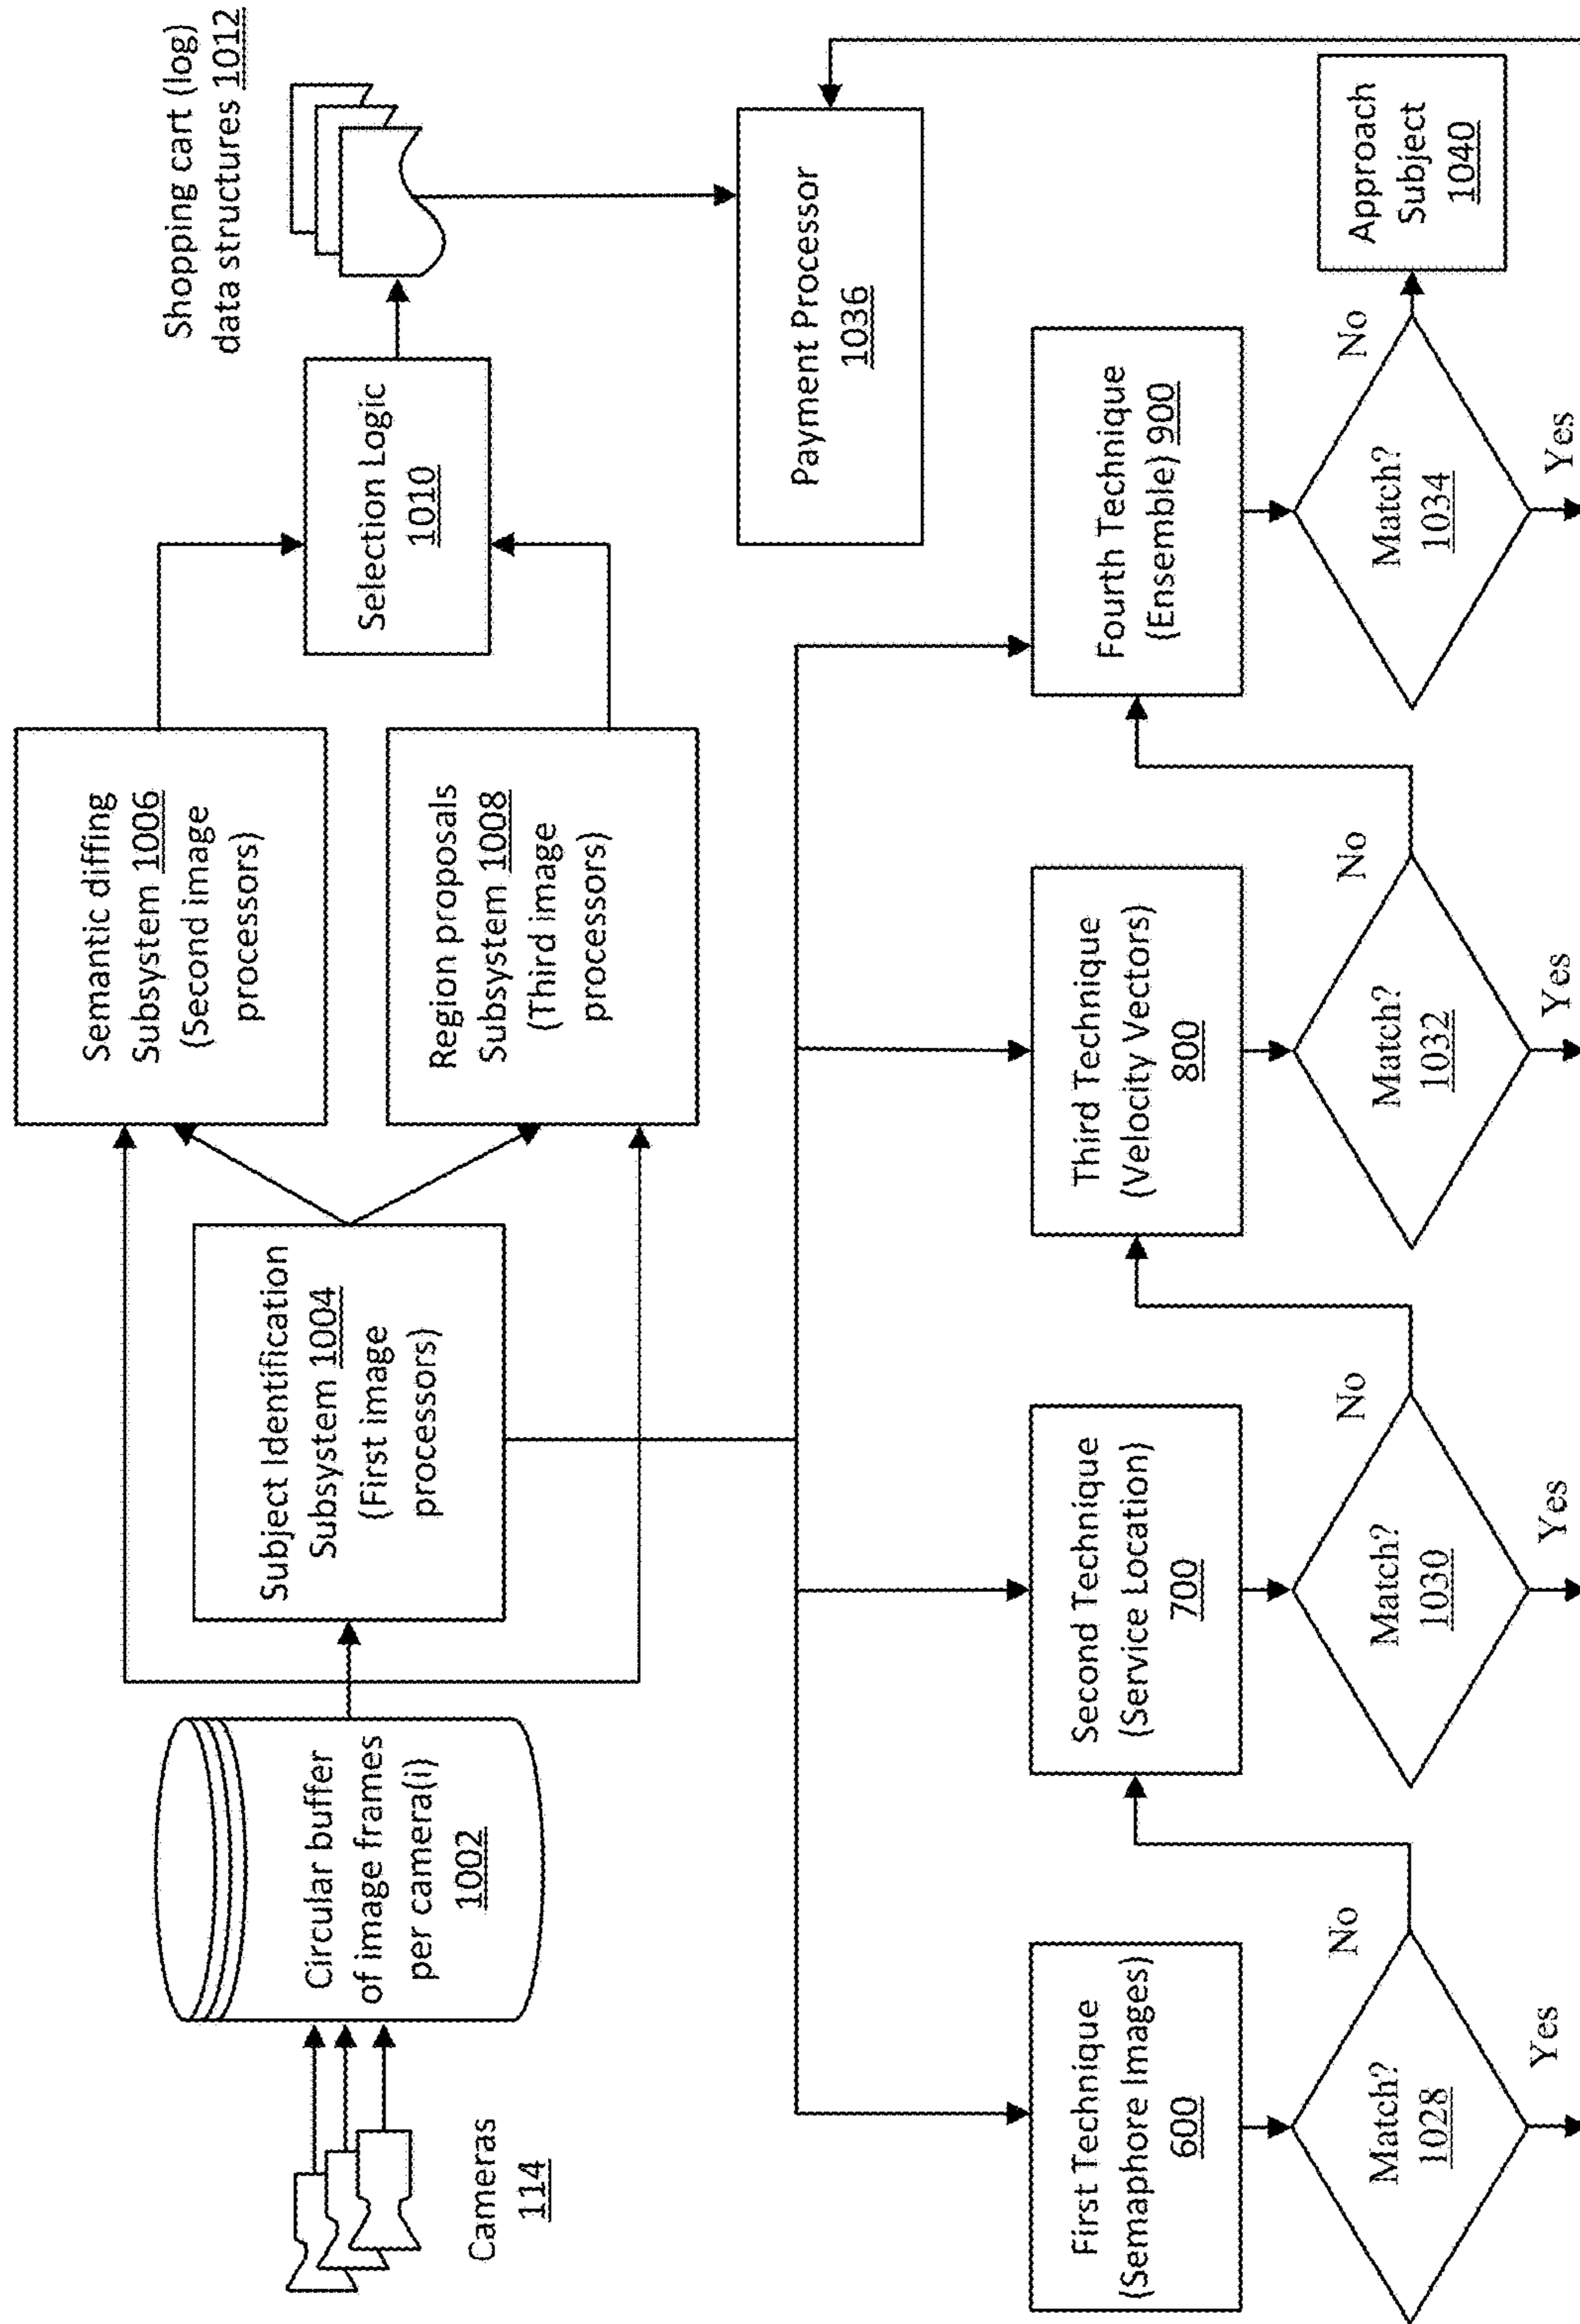 Cameras
114
Circular buffer
of image frames
per camera(i)
1002
Subject Identification
Subsystem 1004
(First image
processors)
Semantic diffing
Subsystem 1006
(Second image
processors)
Region proposals
Subsystem 1008
(Third image
processors)
Selection Logic
1010
Shopping cart (log)
data structures 1012
Payment Processor
1036
First Technique
(Semaphore Images)
600
Second Technique
(Service Location)
700
Third Technique
(Velocity Vectors)
800
Fourth Technique
(Ensemble) 900
Match?
1028
No
Yes
Match?
1030
No
Yes
Match?
1032
No
Yes
Match?
1034
No
Yes
Approach
Subject
1040